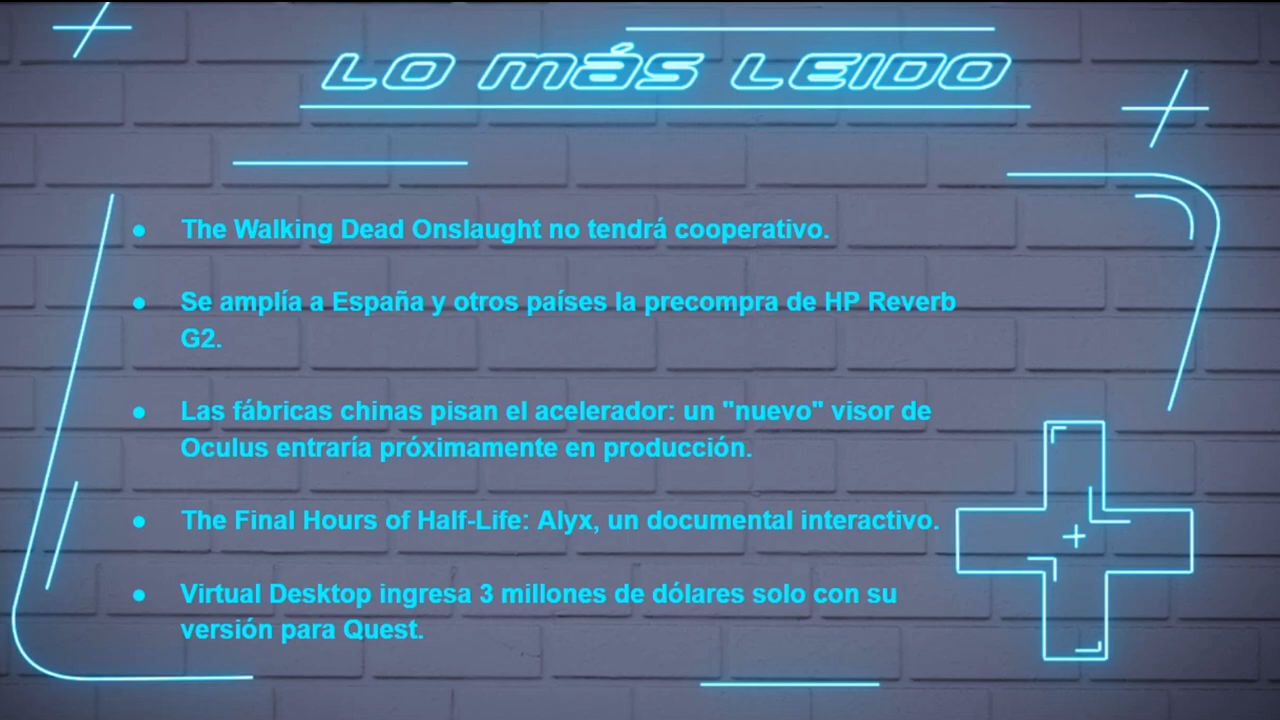 LO MÁS LEIDO
● The Walking Dead Onslaught no tendrá cooperativo.
● Se amplía a España y otros países la precompra de HP Reverb
G2.
● Las fábricas chinas pisan el acelerador: un "nuevo" visor de
Oculus entraría próximamente en producción.
● The Final Hours of Half-Life: Alyx, un documental interactivo.
● Virtual Desktop ingresa 3 millones de dólares solo con su
versión para Quest.